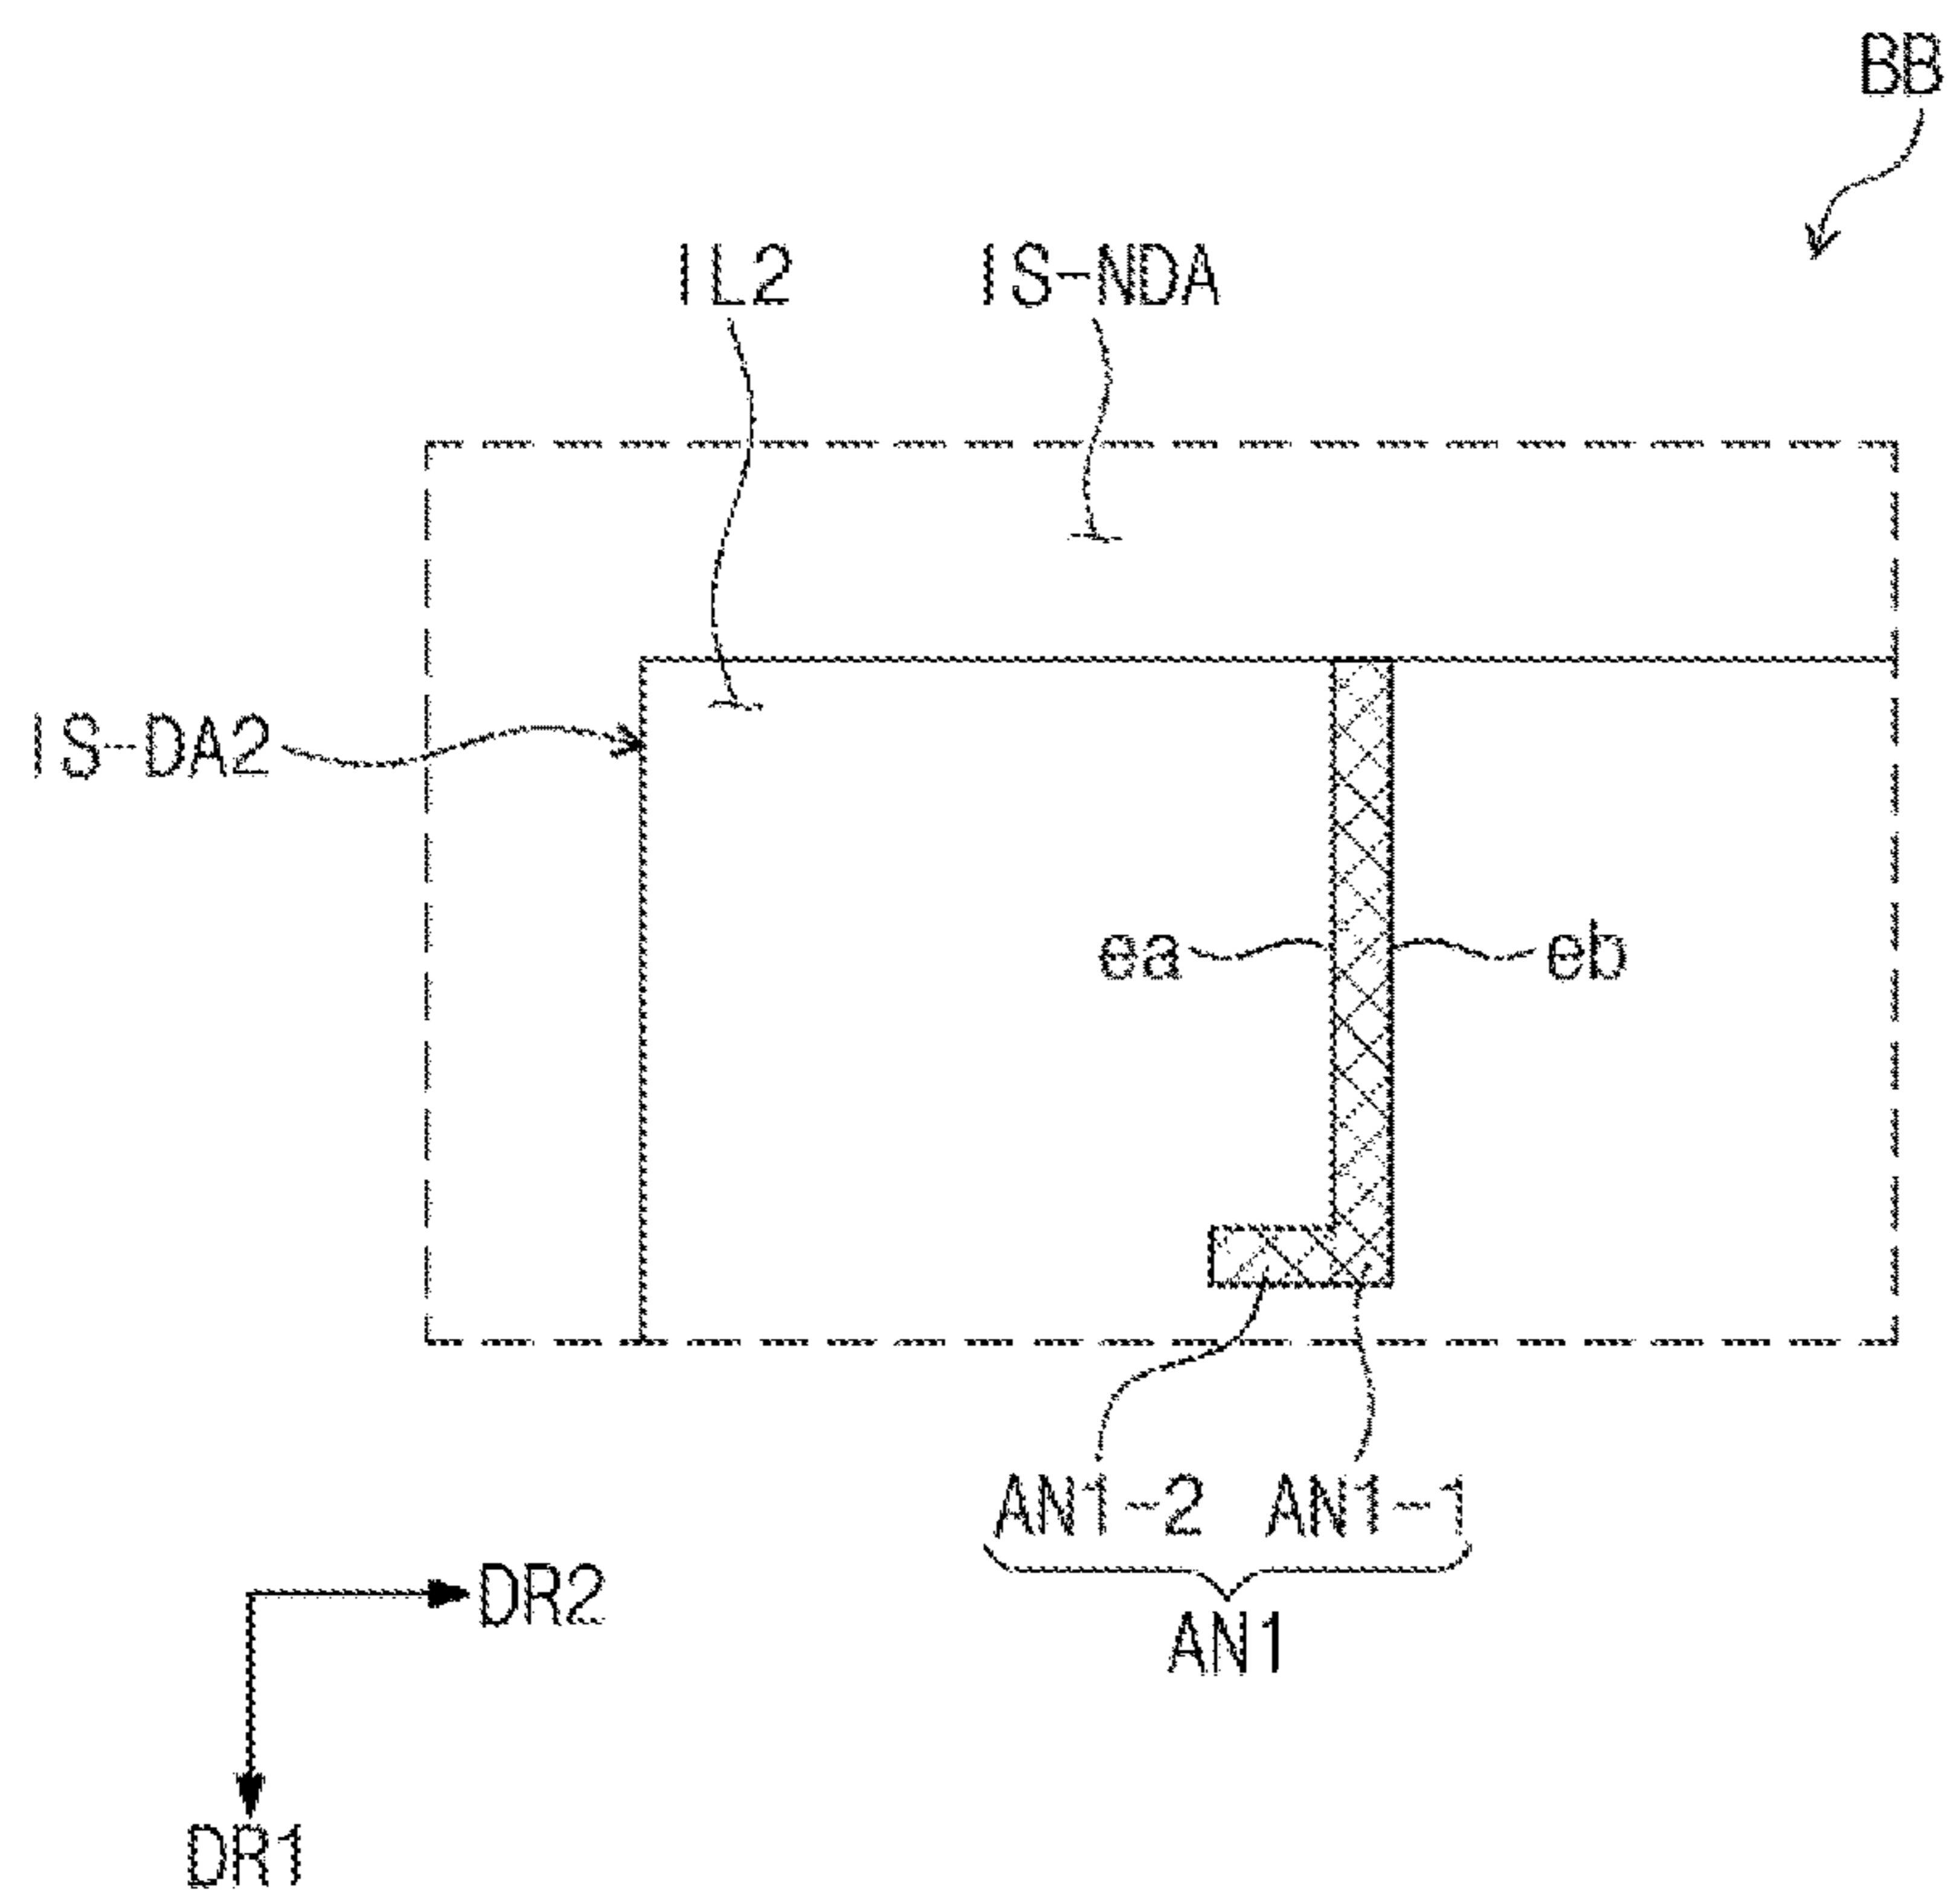 BB
IL2 IS-NDA
IS-DA2
ea eb
AN1-2 AN1-1
DR2
AN1
DR1